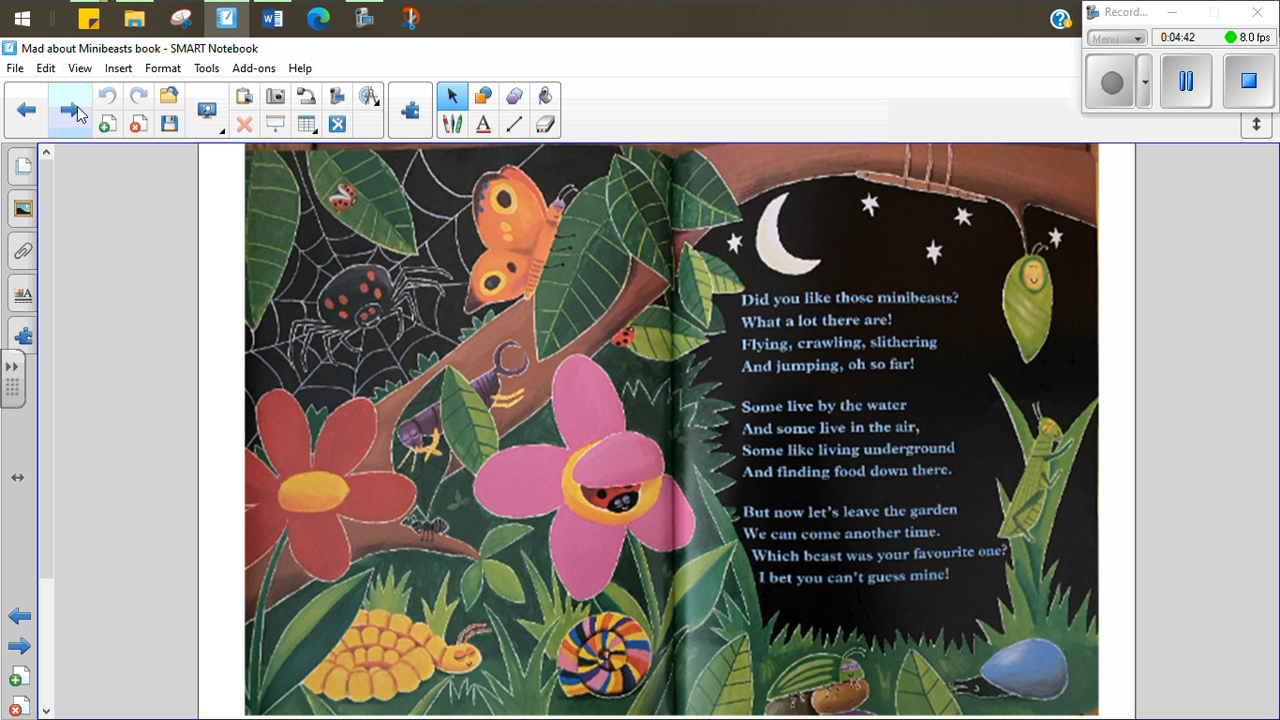 Record...
Mad about Minibeasts book - SMART Notebook
Menu
0:04:42
8.0 fps
File Edit View Insert Format Tools Add-ons Help
Did you like those minibeasts?
What a lot there are!
Flying, crawling, slithering
And jumping, oh so far!
Some live by the water
And some live in the air,
Some like living underground
And finding food down there.
But now let's leave the garden
We can come another time.
Which beast was your favourite one?
I bet you can't guess mine!